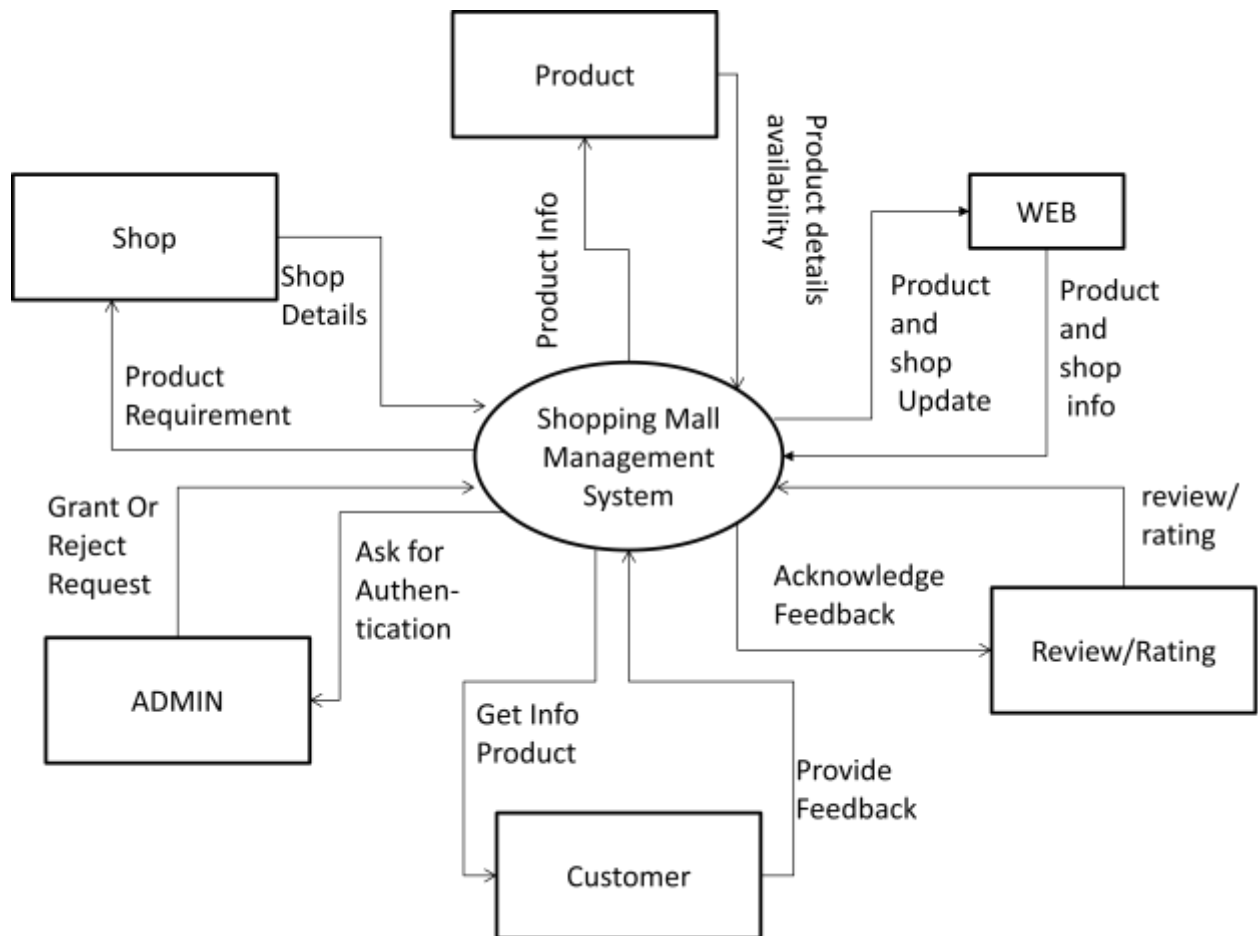 Product
Product details
availability
Product Info
Shop
Shop
Details
WEB
Product
and
shop
Update
Product
and
shop
info
Product
Requirement
Shopping Mall
Management
System
Grant Or
Reject
Request
Ask for
Authen-
tication
Acknowledge
Feedback
review/
rating
Review/Rating
ADMIN
Get Info
Product
Provide
Feedback
Customer